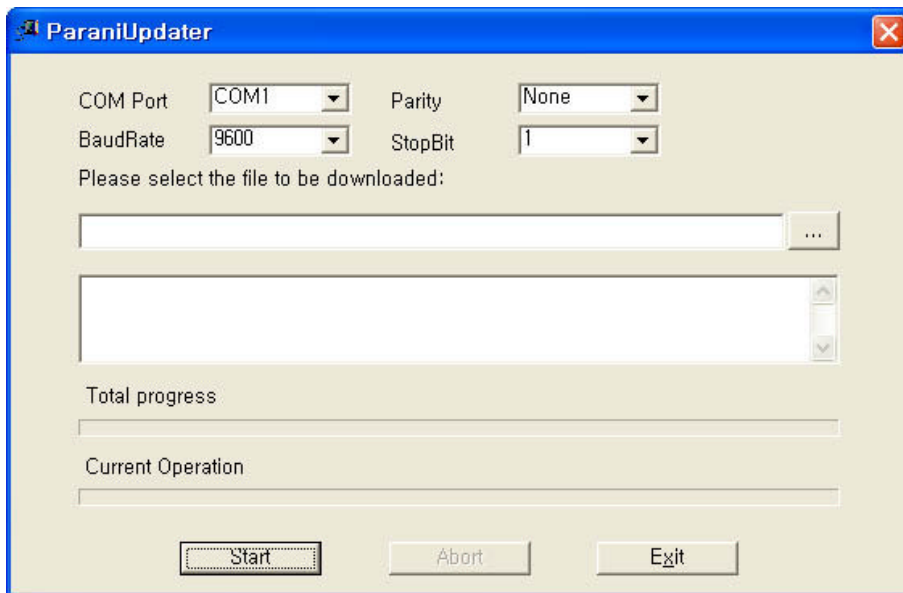 ParaniUpdater
COM Port COM1 Parity None
BaudRate 9600 StopBit 1
Please select the file to be downloaded:
...
Total progress
Current Operation
Start Abort Exit